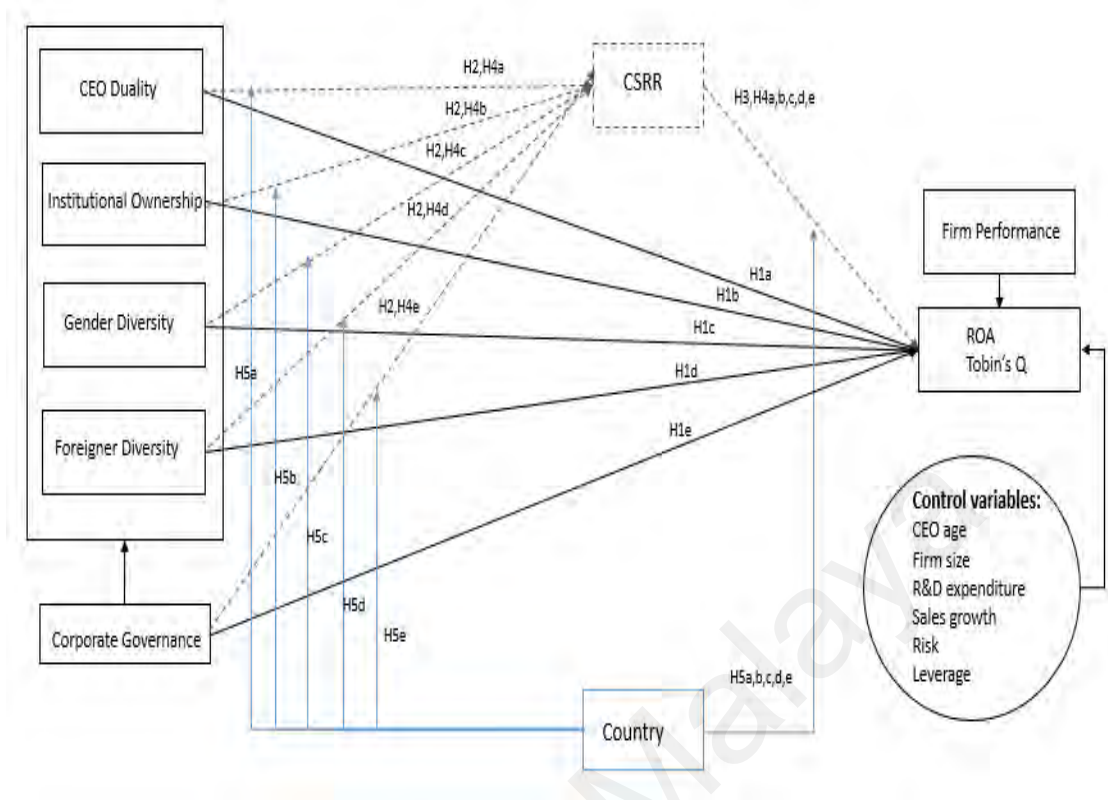 CEO Duality
Institutional Ownership
Gender Diversity
Foreigner Diversity
Corporate Governance
H2,H4a
H2,H4b
H2,H4c
H2,H4d
H2,H4e
CSRR
H3,H4a,b,c,d,e
H1a
H1b
H1c
H1d
H1e
H5a
H5b
H5c
H5d
H5e
Firm Performance
ROA
Tobin's Q
Control variables:
CEO age
Firm size
R&D expenditure
Sales growth
Risk
Leverage
Country
H5a,b,c,d,e
Malaya